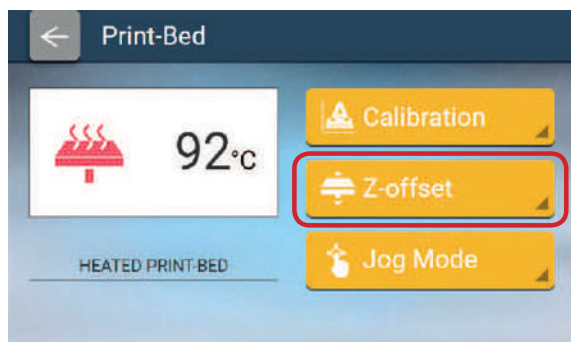 Print-Bed
92°C
HEATED PRINT-BED
Calibration
Z-offset
Jog Mode